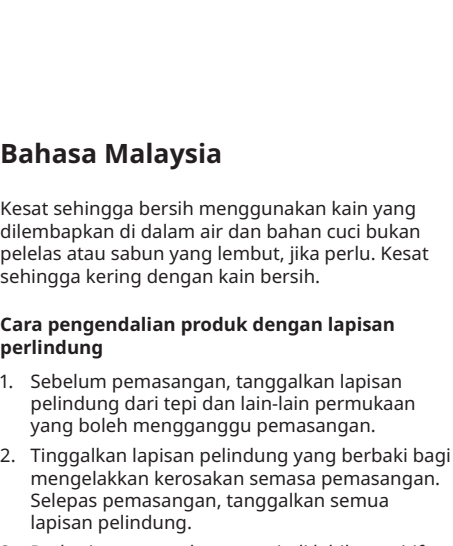 Bahasa Malaysia
Kesat sehingga bersih menggunakan kain yang
dilembapkan di dalam air dan bahan cuci bukan
pelelas atau sabun yang lembut, jika perlu. Kesat
sehingga kering dengan kain bersih.
Cara pengendalian produk dengan lapisan
perlindung
1. Sebelum pemasangan, tanggalkan lapisan
pelindung dari tepi dan lain-lain permukaan
yang boleh mengganggu pemasangan.
2. Tinggalkan lapisan pelindung yang berbaki bagi
mengelakkan kerosakan semasa pemasangan.
Selepas pemasangan, tanggalkan semua
lapisan pelindung.